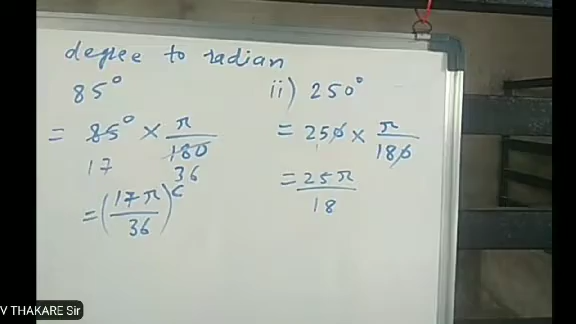 degree to radian
85°
= 85° × π/180
17 36
= (17π/36)ᶜ
ii) 250°
= 250 × π/180
= 25π/18
V THAKARE Sir